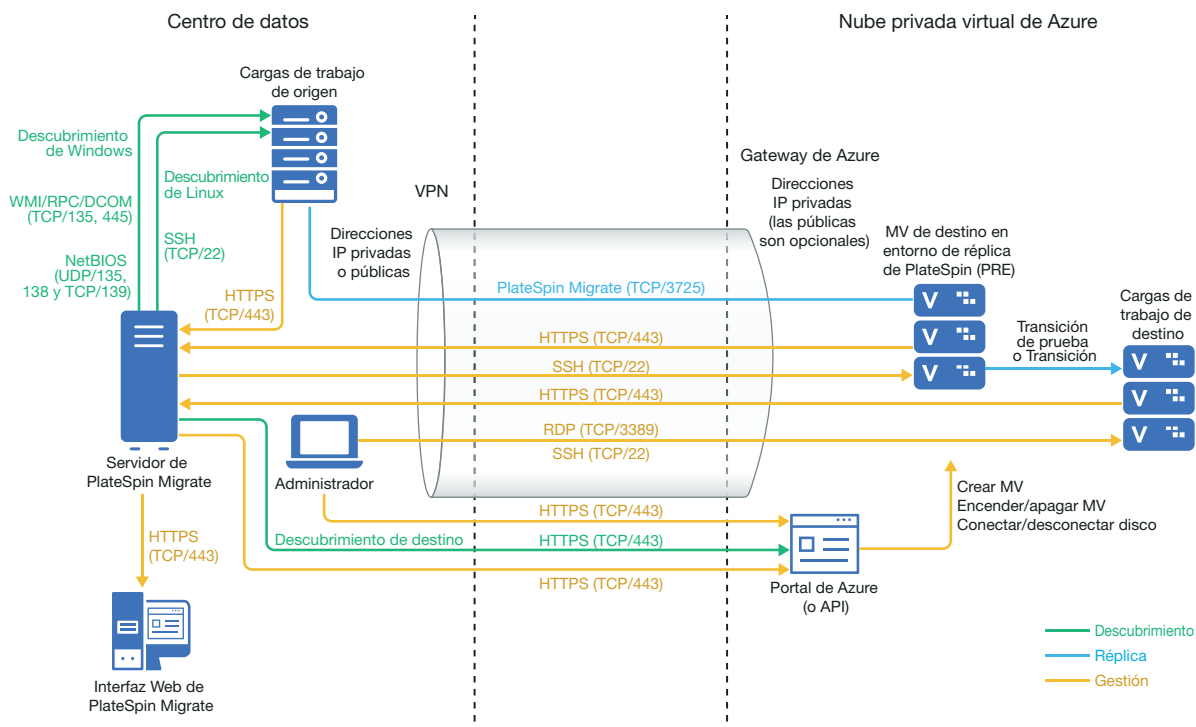 Centro de datos
Nube privada virtual de Azure
Cargas de trabajo
de origen
Descubrimiento
de Windows
Descubrimiento
de Linux
WMI/RPC/DCOM
(TCP/135, 445)
SSH
(TCP/22)
NetBIOS
(UDP/135,
138 y TCP/139)
HTTPS
(TCP/443)
VPN
Direcciones
IP privadas
o públicas
Gateway de Azure
Direcciones
IP privadas
(las públicas
son opcionales)
MV de destino en
entorno de réplica
de PlateSpin (PRE)
Cargas de
trabajo de
destino
PlateSpin Migrate (TCP/3725)
V
HTTPS (TCP/443)
V
Transición
de prueba
o Transición
SSH (TCP/22)
V
V
HTTPS (TCP/443)
V
RDP (TCP/3389)
V
SSH (TCP/22)
Servidor de
PlateSpin Migrate
Administrador
HTTPS (TCP/443)
Crear MV
Encender/apagar MV
Conectar/desconectar disco
HTTPS
(TCP/443)
Descubrimiento de destino
HTTPS (TCP/443)
HTTPS (TCP/443)
Portal de Azure
(o API)
Interfaz Web de
PlateSpin Migrate
Descubrimiento
Réplica
Gestión